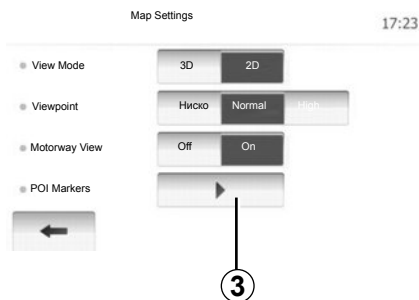 Map Settings
17:23
View Mode 3D 2D
Viewpoint Ниско Normal High
Motorway View Off On
POI Markers
3